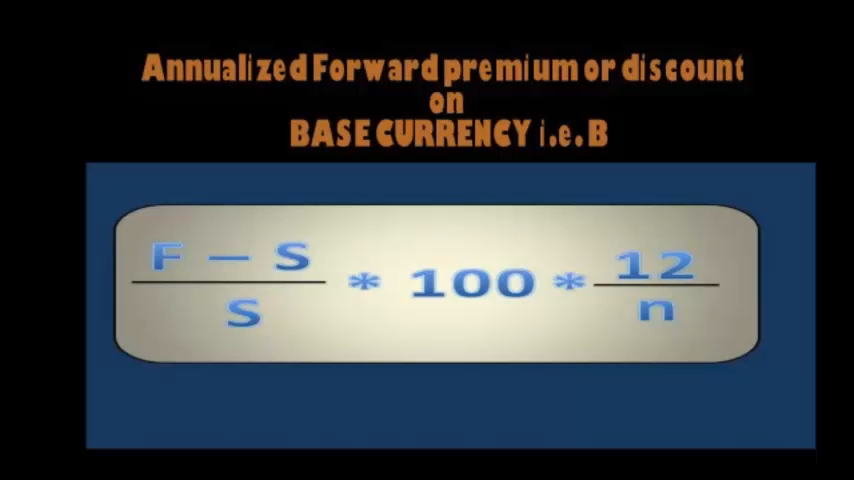 Annualized Forward premium or discount
on
BASE CURRENCY i.e. B
F — S
S
* 100 *
12
n